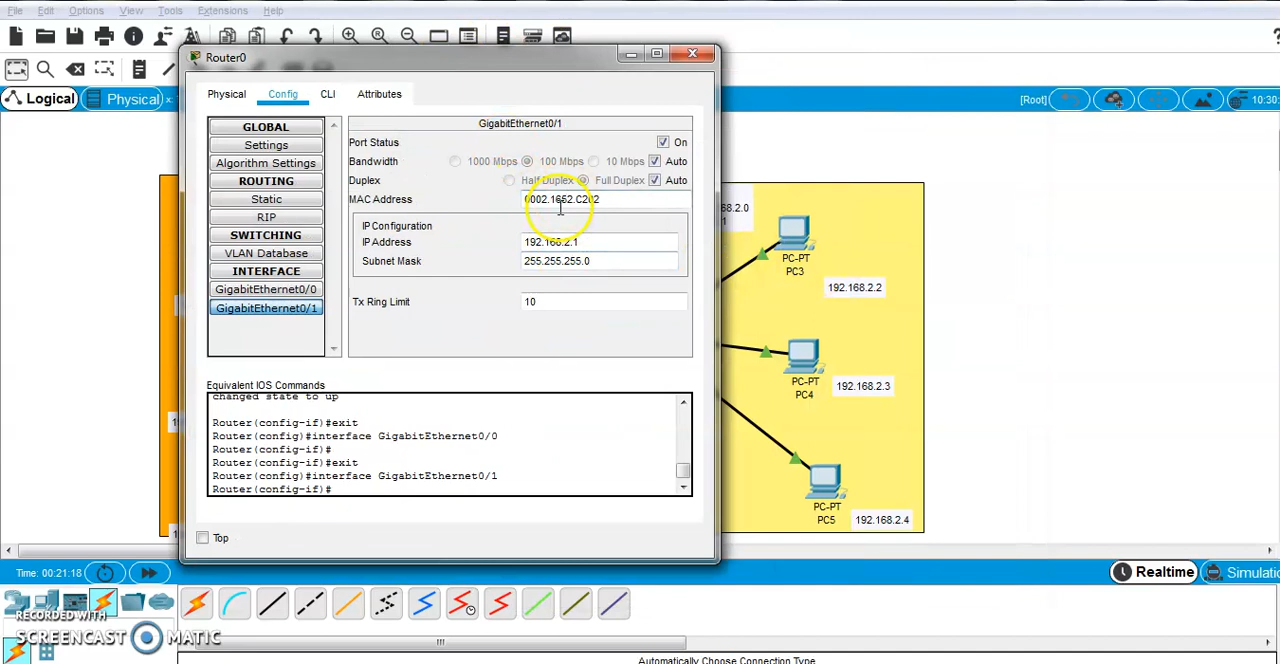 File Edit Options View Tools Extensions Help
Router0
Logical Physical
[Root]
10:30:
Physical Config CLI Attributes
GLOBAL
Settings
Algorithm Settings
ROUTING
Static
RIP
SWITCHING
VLAN Database
INTERFACE
GigabitEthernet0/0
GigabitEthernet0/1
GigabitEthernet0/1
Port Status On
Bandwidth 1000 Mbps 100 Mbps 10 Mbps Auto
Duplex Half Duplex Full Duplex Auto
MAC Address 0002.1652.C202
IP Configuration
IP Address 192.168.2.1
Subnet Mask 255.255.255.0
Tx Ring Limit 10
Equivalent IOS Commands
changed state to up
Router(config-if)#exit
Router(config)#interface GigabitEthernet0/0
Router(config-if)#
Router(config-if)#exit
Router(config)#interface GigabitEthernet0/1
Router(config-if)#
Top
PC-PT
PC3
192.168.2.2
PC-PT
PC4
192.168.2.3
PC-PT
PC5
192.168.2.4
Time: 00:21:18
Realtime
Simulatio
RECORDED WITH
SCREENCAST MATIC
Automatically Choose Connection Type